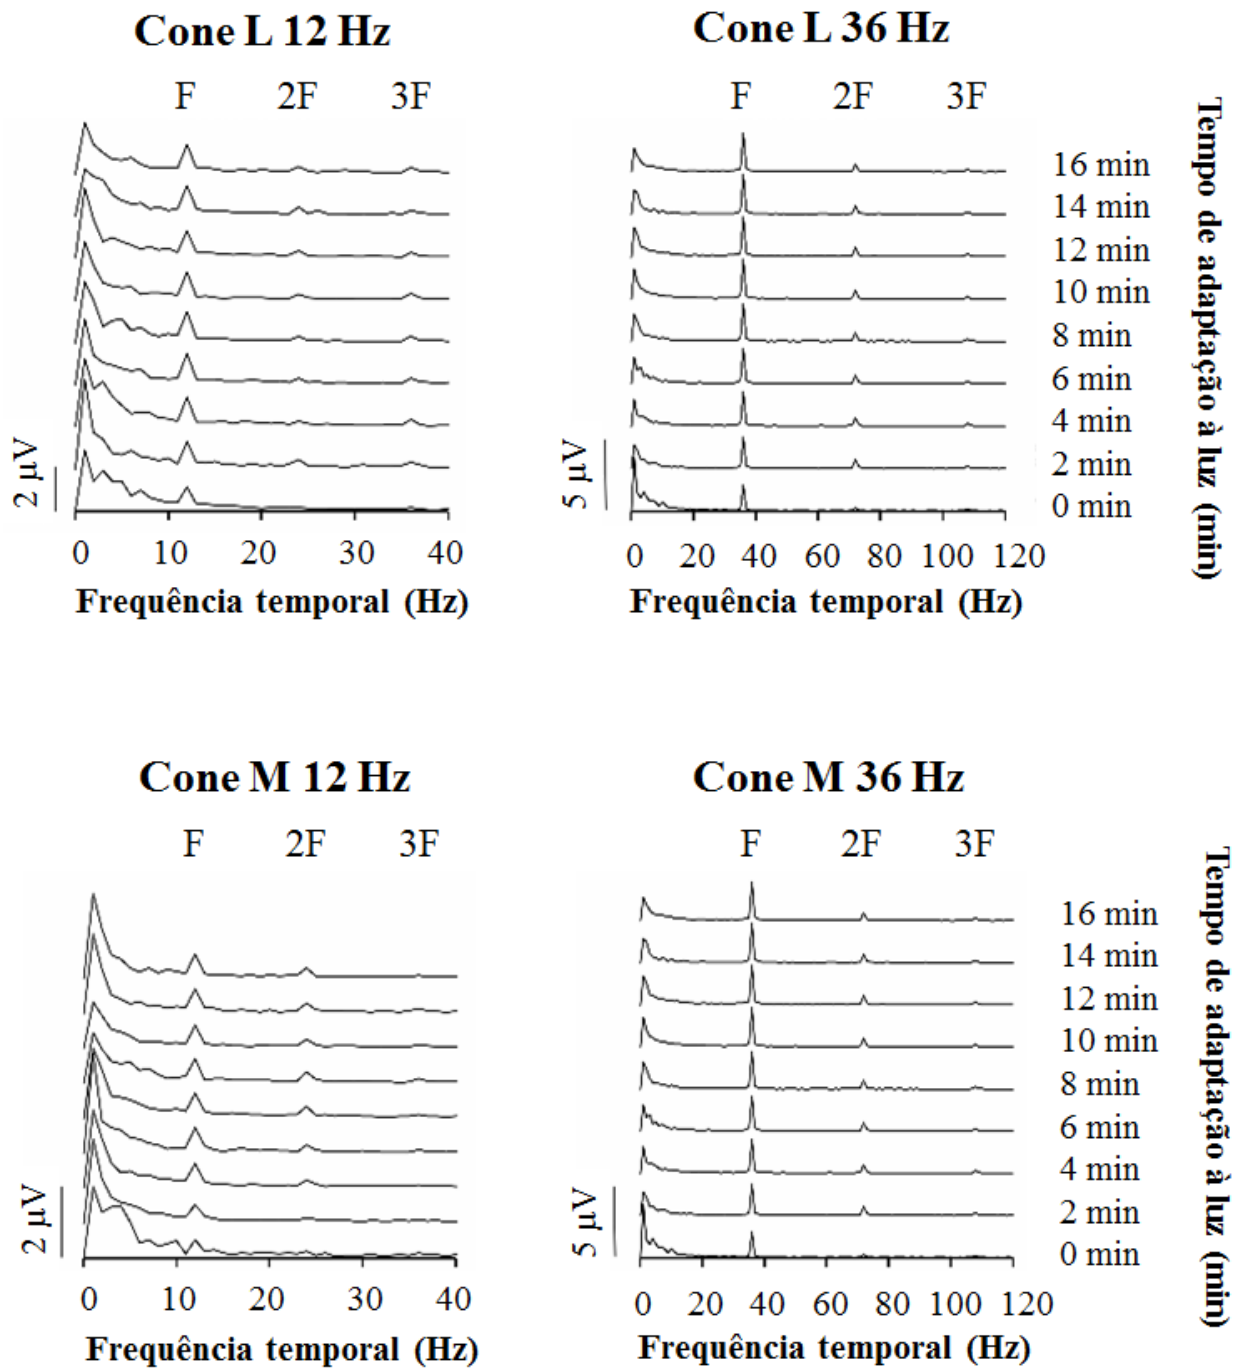 Cone L 12 Hz
F 2F 3F
2 µV
0 10 20 30 40
Frequência temporal (Hz)
Cone L 36 Hz
F 2F 3F
5 µV
16 min
14 min
12 min
10 min
8 min
6 min
4 min
2 min
0 min
0 20 40 60 80 100 120
Frequência temporal (Hz)
Tempo de adaptação à luz (min)
Cone M 12 Hz
F 2F 3F
2 µV
0 10 20 30 40
Frequência temporal (Hz)
Cone M 36 Hz
F 2F 3F
5 µV
16 min
14 min
12 min
10 min
8 min
6 min
4 min
2 min
0 min
0 20 40 60 80 100 120
Frequência temporal (Hz)
Tempo de adaptação à luz (min)